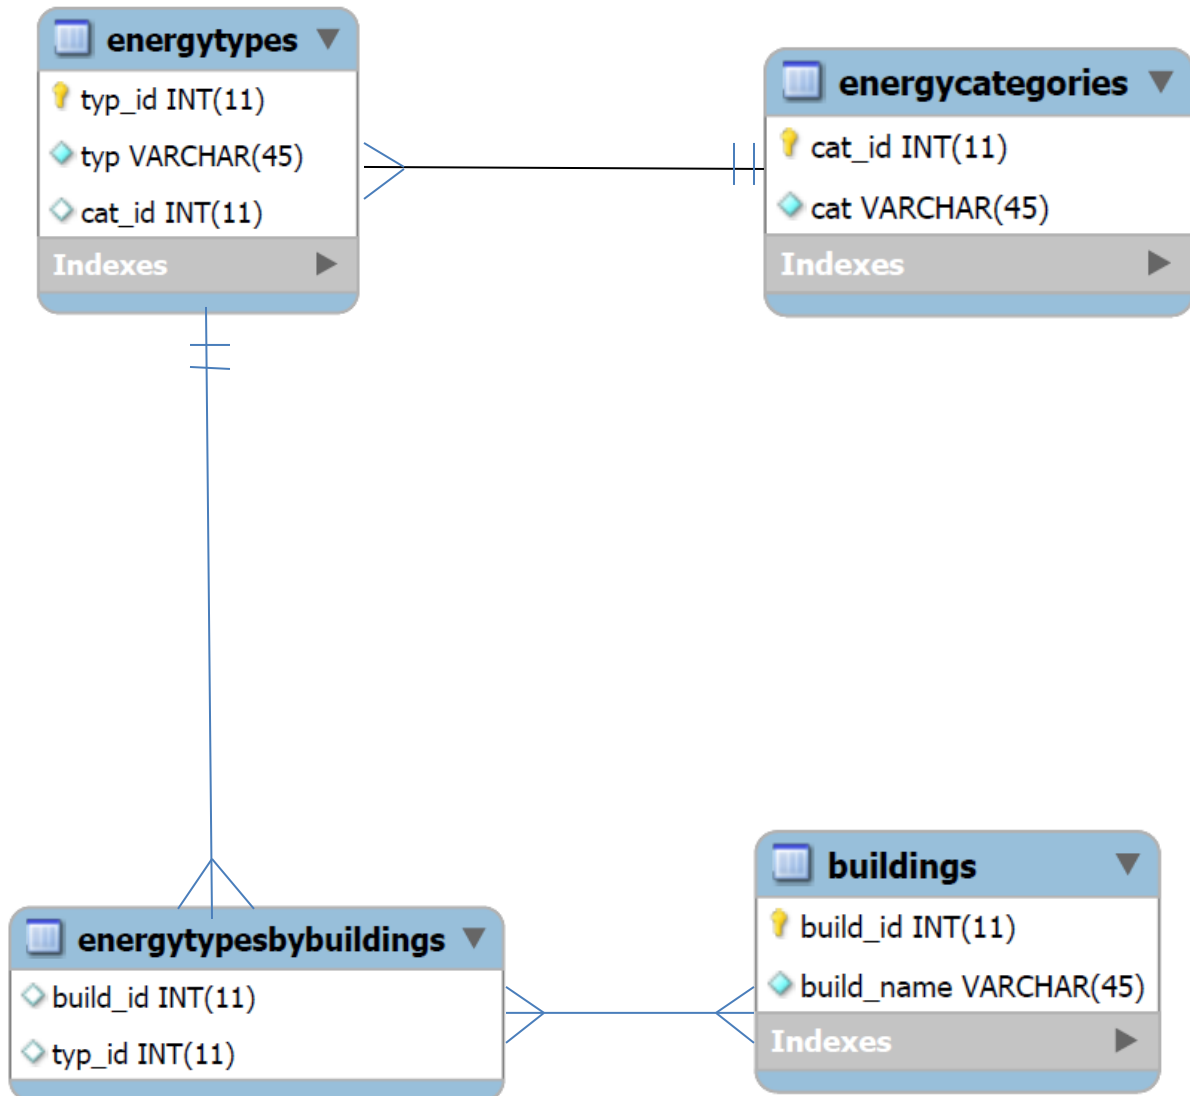 energytypes
typ_id INT(11)
typ VARCHAR(45)
cat_id INT(11)
Indexes
energycategories
cat_id INT(11)
cat VARCHAR(45)
Indexes
energytypesbybuildings
build_id INT(11)
typ_id INT(11)
buildings
build_id INT(11)
build_name VARCHAR(45)
Indexes